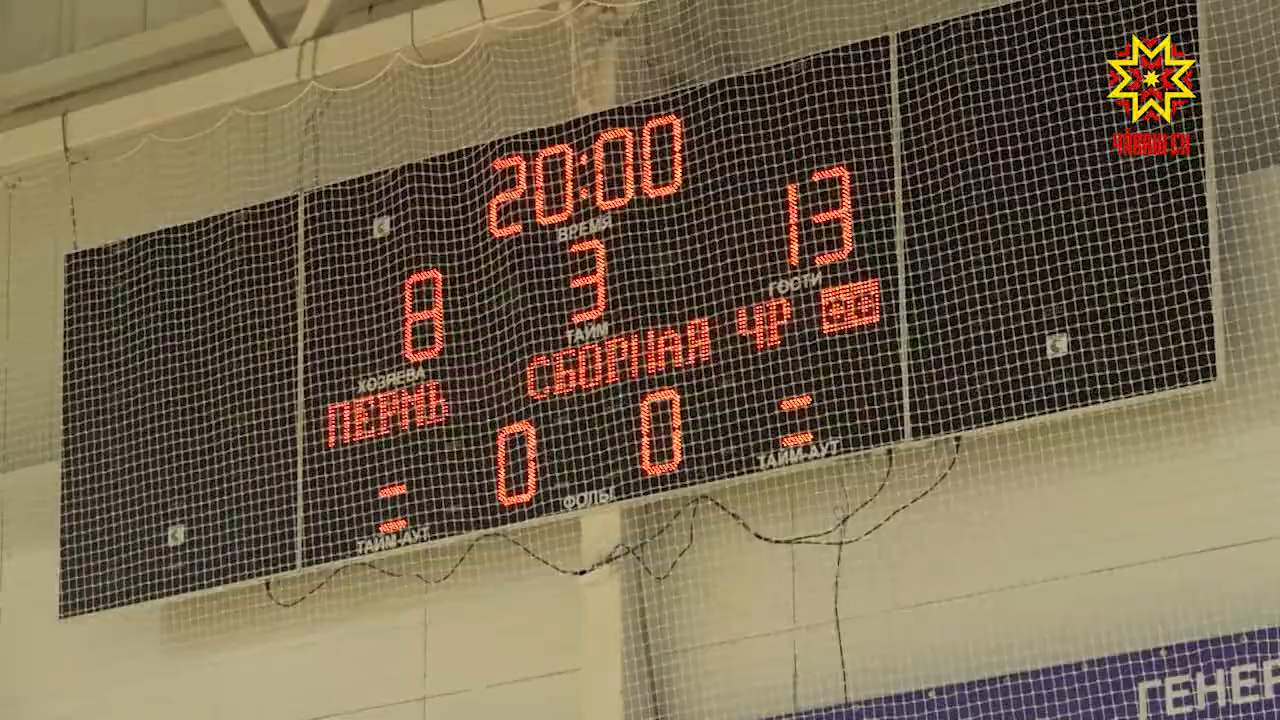 ЧӐВАШ ЕН
20:00
ВРЕМЯ
8
3
13
ХОЗЯЕВА
ТАЙМ
ГОСТИ
ПЕРМЬ
СБОРНАЯ ЧР
0
0
ТАЙМ-АУТ
ФОЛЫ
ТАЙМ-АУТ
ГЕНЕР